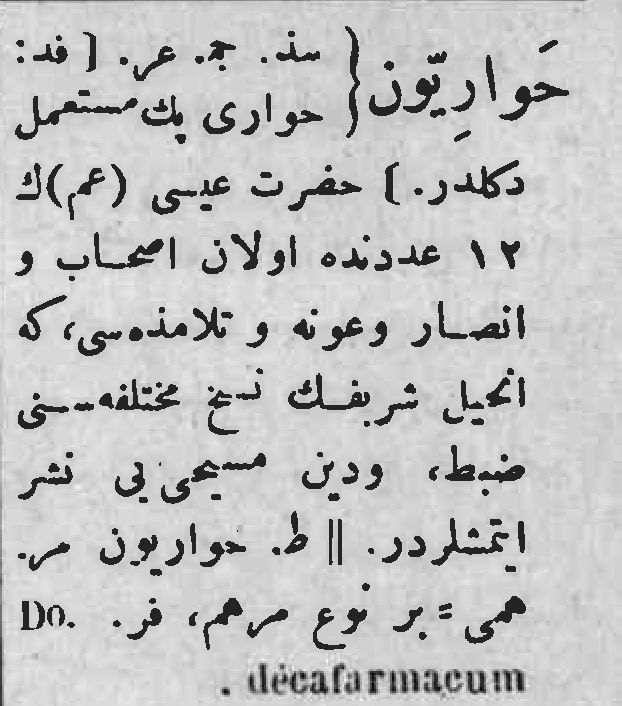 حَوارِيّون { سذ. جـ. عر. [ فد:
حواری پك مستعمل
دكلدر. ] حضرت عیسی (عم)ك
١٢ عددنده اولان اصحاب و
انصار وعونه و تلامذه‌سی، كه
انجیل شریفك نسخ مختلفه‌سنی
ضبط، ودین مسیحی یی نشر
ایتمشلردر. || ط. حواریون مر.
همی = بر نوع مرهم، فر. Do.
décafarmacum .